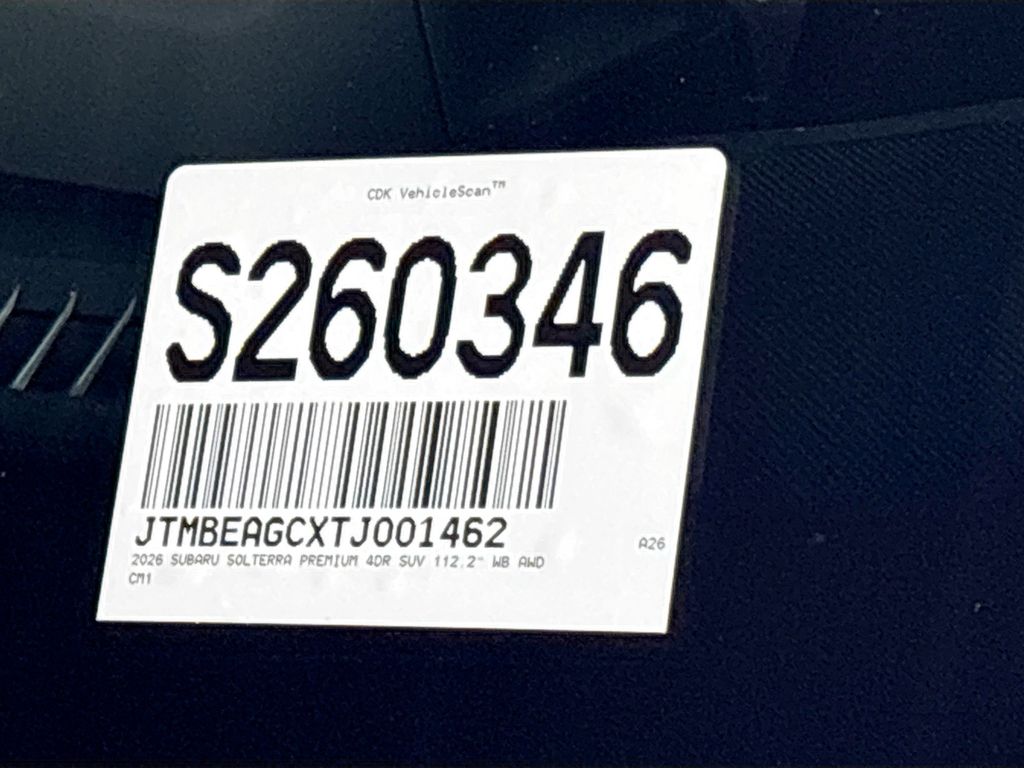 CDK VehicleScan™
S260346
JTMBEAGCXTJ001462
2026 SUBARU SOLTERRA PREMIUM 4DR SUV 112.2" WB AWD
A26
CM1